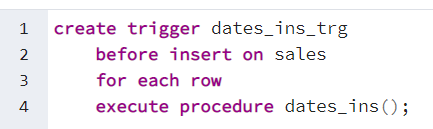 1 create trigger dates_ins_trg
2     before insert on sales
3     for each row
4     execute procedure dates_ins();